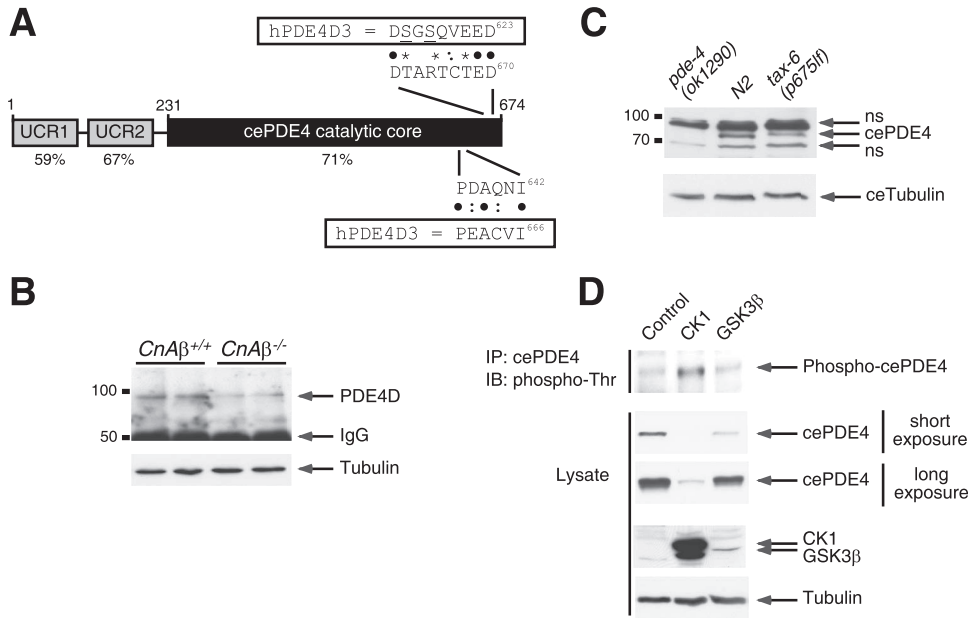 A
hPDE4D3 = DSGSQVEED623
DTARTCTED670
1 231 674
UCR1 UCR2 cePDE4 catalytic core
59% 67% 71%
PDAQNI642
hPDE4D3 = PEACVI666
B
CnAβ+/+ CnAβ-/-
100
PDE4D
50
IgG
Tubulin
C
pde-4
(ok1290)
N2
tax-6
(p675lf)
100
70
ns
cePDE4
ns
ceTubulin
D
Control CK1 GSK3β
IP: cePDE4
IB: phospho-Thr
Phospho-cePDE4
Lysate
cePDE4
short
exposure
cePDE4
long
exposure
CK1
GSK3β
Tubulin